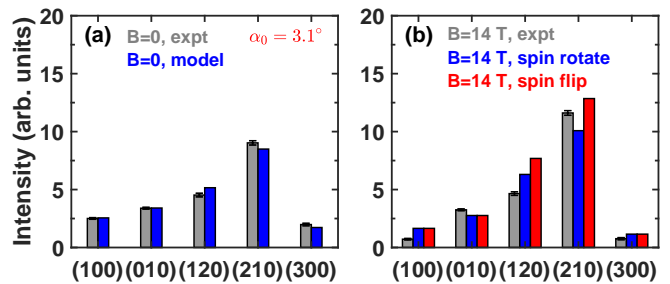 (a)
B=0, expt
α₀ = 3.1°
B=0, model
Intensity (arb. units)
20
15
10
5
0
(100) (010) (120) (210) (300)
(b)
B=14 T, expt
B=14 T, spin rotate
B=14 T, spin flip
20
15
10
5
0
(100) (010) (120) (210) (300)